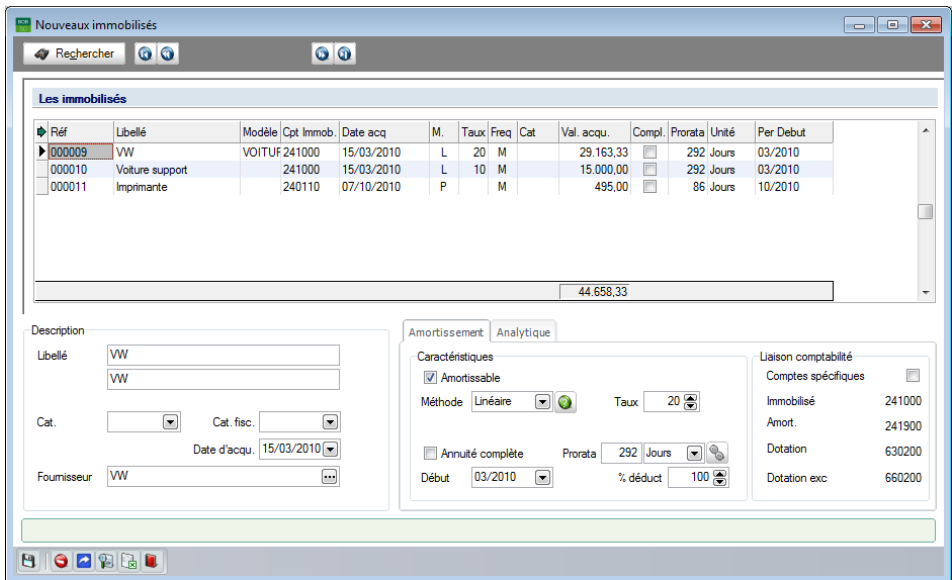 Nouveaux immobilisés
Rechercher
Les immobilisés
Réf Libellé Modèle Cpt Immob. Date acq M. Taux Freq Cat Val. acqu. Compl. Prorata Unité Per Debut
000009 VW VOITUF 241000 15/03/2010 L 20 M 29.163,33 292 Jours 03/2010
000010 Voiture support 241000 15/03/2010 L 10 M 15.000,00 292 Jours 03/2010
000011 Imprimante 240110 07/10/2010 P M 495,00 86 Jours 10/2010
44.658,33
Description
Libellé VW
VW
Cat. Cat. fisc.
Date d'acqu. 15/03/2010
Fournisseur VW
Amortissement Analytique
Caractéristiques
Amortissable
Méthode Linéaire Taux 20
Annuité complète Prorata 292 Jours
Début 03/2010 % déduct 100
Liaison comptabilité
Comptes spécifiques
Immobilisé 241000
Amort. 241900
Dotation 630200
Dotation exc 660200